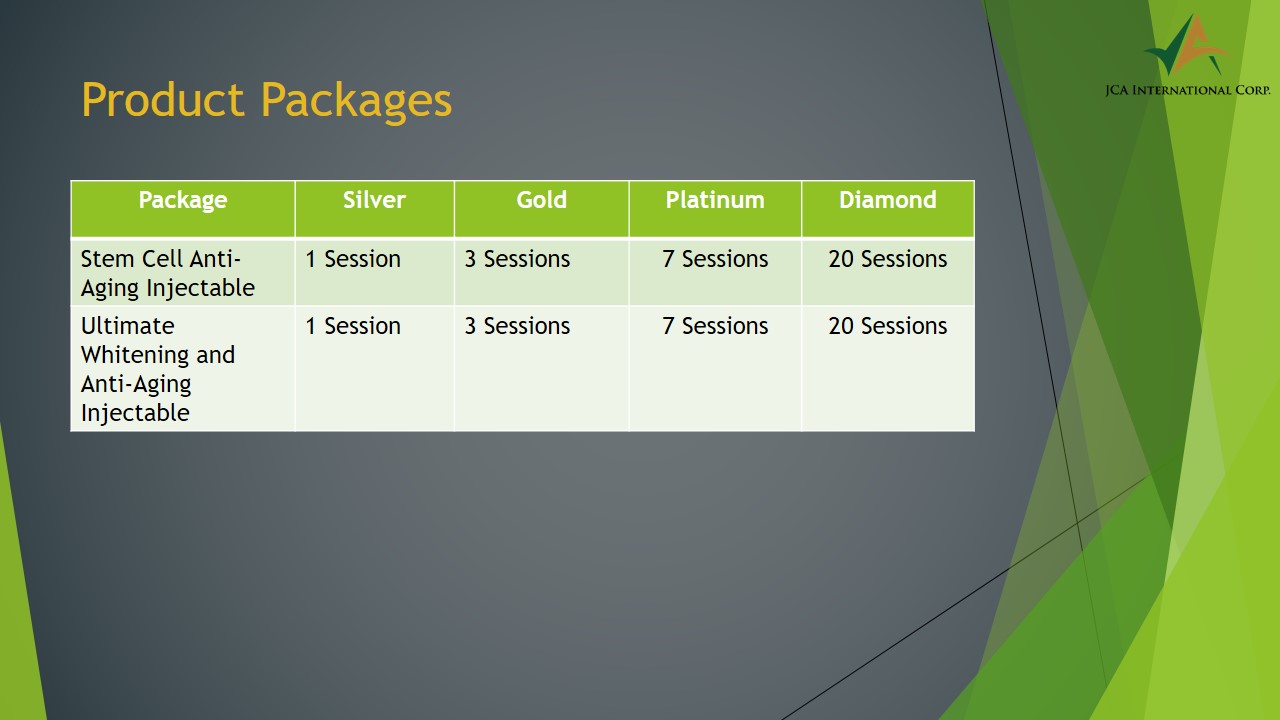 JCA International Corp.
Product Packages
Package Silver Gold Platinum Diamond
Stem Cell Anti- 1 Session 3 Sessions 7 Sessions 20 Sessions
Aging Injectable
Ultimate 1 Session 3 Sessions 7 Sessions 20 Sessions
Whitening and
Anti-Aging
Injectable